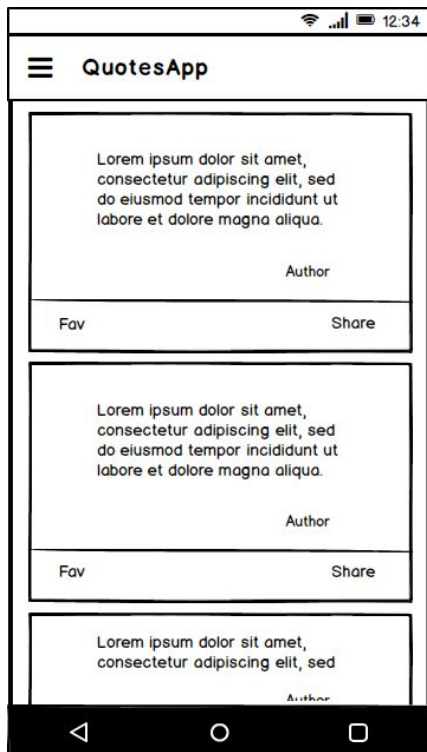 12:34
QuotesApp
Lorem ipsum dolor sit amet,
consectetur adipiscing elit, sed
do eiusmod tempor incididunt ut
labore et dolore magna aliqua.
Author
Fav Share
Lorem ipsum dolor sit amet,
consectetur adipiscing elit, sed
do eiusmod tempor incididunt ut
labore et dolore magna aliqua.
Author
Fav Share
Lorem ipsum dolor sit amet,
consectetur adipiscing elit, sed
Author